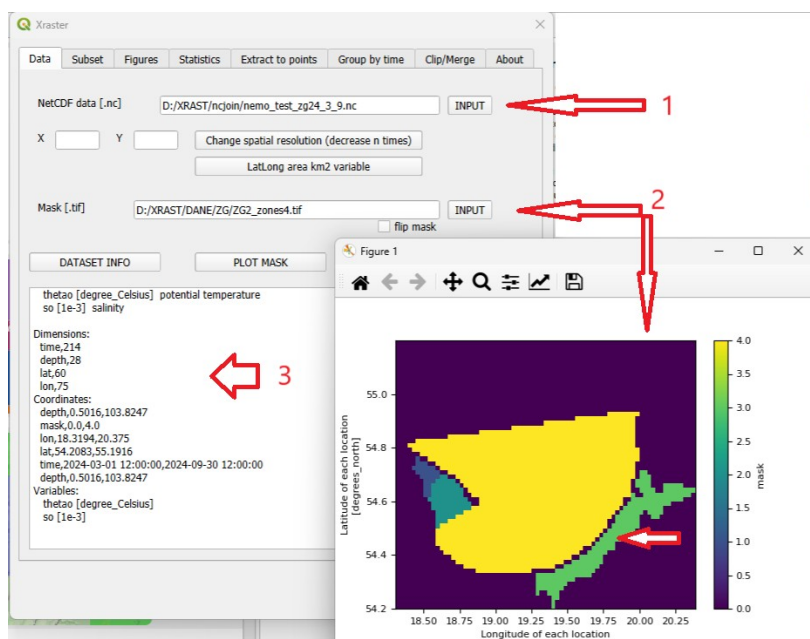 Xraster
Data Subset Figures Statistics Extract to points Group by time Clip/Merge About
NetCDF data [.nc] D:/XRAST/ncjoin/nemo_test_zg24_3_9.nc INPUT
1
X Y Change spatial resolution (decrease n times)
LatLong area km2 variable
Mask [.tif] D:/XRAST/DANE/ZG/ZG2_zones4.tif INPUT
2
flip mask
DATASET INFO PLOT MASK
thetao [degree_Celsius] potential temperature
so [1e-3] salinity
Dimensions:
time,214
depth,28
lat,60
lon,75
Coordinates:
depth,0.5016,103.8247
mask,0.0,4.0
lon,18.3194,20.375
lat,54.2083,55.1916
time,2024-03-01 12:00:00,2024-09-30 12:00:00
depth,0.5016,103.8247
Variables:
thetao [degree_Celsius]
so [1e-3]
3
Figure 1
55.0
54.8
54.6
54.4
54.2
Latitude of each location
[degrees_north]
18.50 18.75 19.00 19.25 19.50 19.75 20.00 20.25
Longitude of each location
4.0
3.5
3.0
2.5
2.0
1.5
1.0
0.5
0.0
mask